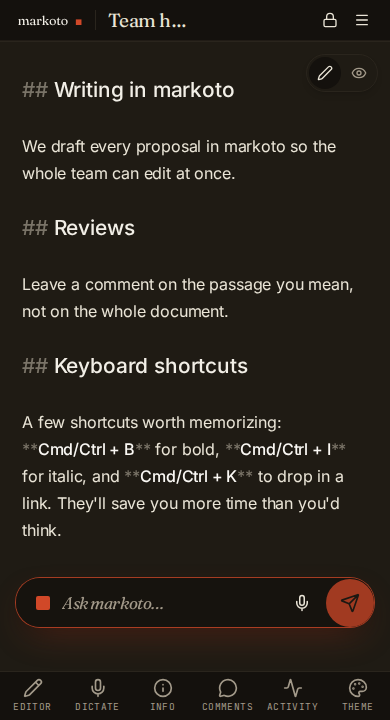 markoto
Team h...
## Writing in markoto
We draft every proposal in markoto so the
whole team can edit at once.
## Reviews
Leave a comment on the passage you mean,
not on the whole document.
## Keyboard shortcuts
A few shortcuts worth memorizing:
**Cmd/Ctrl + B** for bold, **Cmd/Ctrl + I**
for italic, and **Cmd/Ctrl + K** to drop in a
link. They'll save you more time than you'd
think.
Ask markoto...
EDITOR DICTATE INFO COMMENTS ACTIVITY THEME